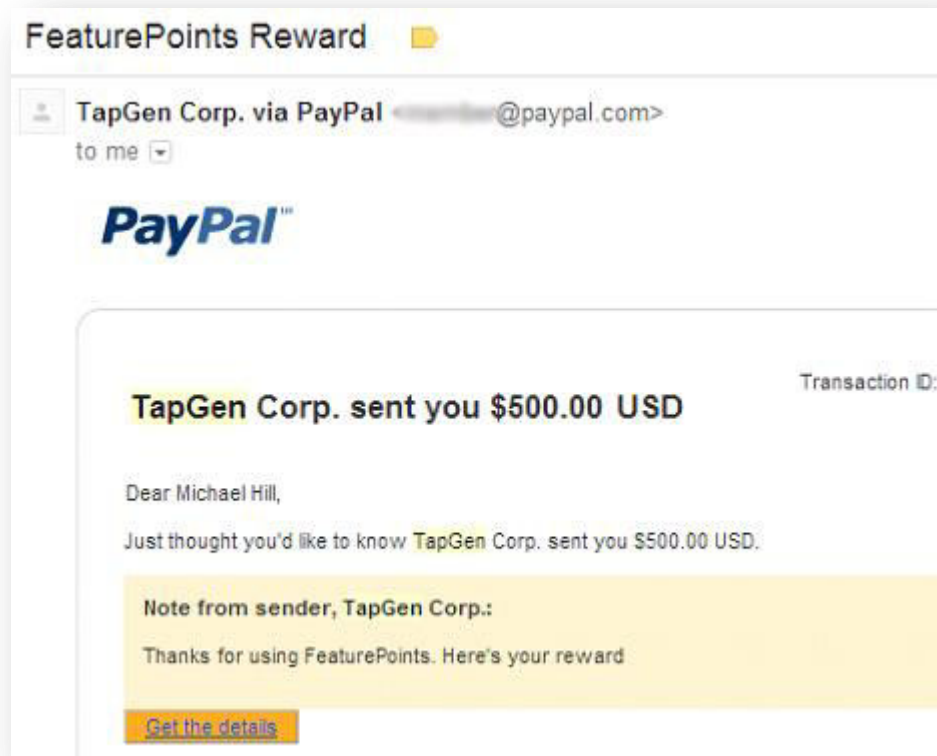 FeaturePoints Reward
TapGen Corp. via PayPal < @paypal.com>
to me
PayPal™
Transaction ID:
TapGen Corp. sent you $500.00 USD
Dear Michael Hill,
Just thought you'd like to know TapGen Corp. sent you $500.00 USD.
Note from sender, TapGen Corp.:
Thanks for using FeaturePoints. Here's your reward
Get the details